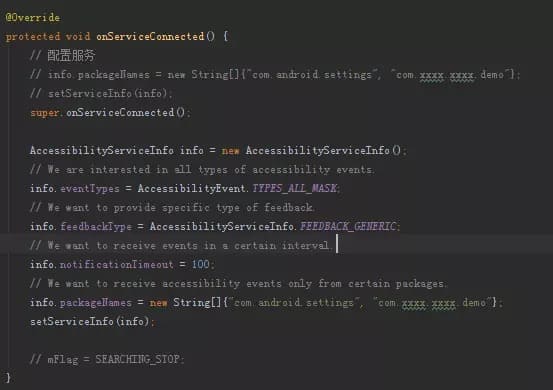 @Override
protected void onServiceConnected() {
// 配置服务
// info.packageNames = new String[]{"com.android.settings", "com.xxxx.xxxx.demo"};
// setServiceInfo(info);
super.onServiceConnected();
AccessibilityServiceInfo info = new AccessibilityServiceInfo();
// We are interested in all types of accessibility events.
info.eventTypes = AccessibilityEvent.TYPES_ALL_MASK;
// We want to provide specific type of feedback.
info.feedbackType = AccessibilityServiceInfo.FEEDBACK_GENERIC;
// We want to receive events in a certain interval.
info.notificationTimeout = 100;
// We want to receive accessibility events only from certain packages.
info.packageNames = new String[]{"com.android.settings", "com.xxxx.xxxx.demo"};
setServiceInfo(info);
// mFlag = SEARCHING_STOP;
}